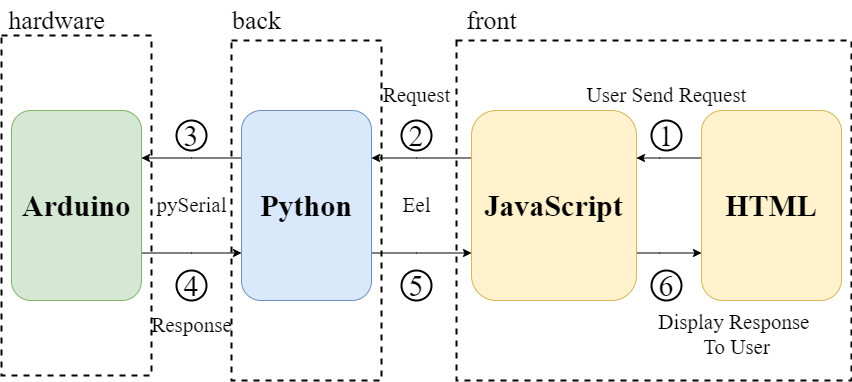 hardware
back
front
Request
User Send Request
③
②
①
Arduino
pySerial
Python
Eel
JavaScript
HTML
④
⑤
⑥
Response
Display Response
To User